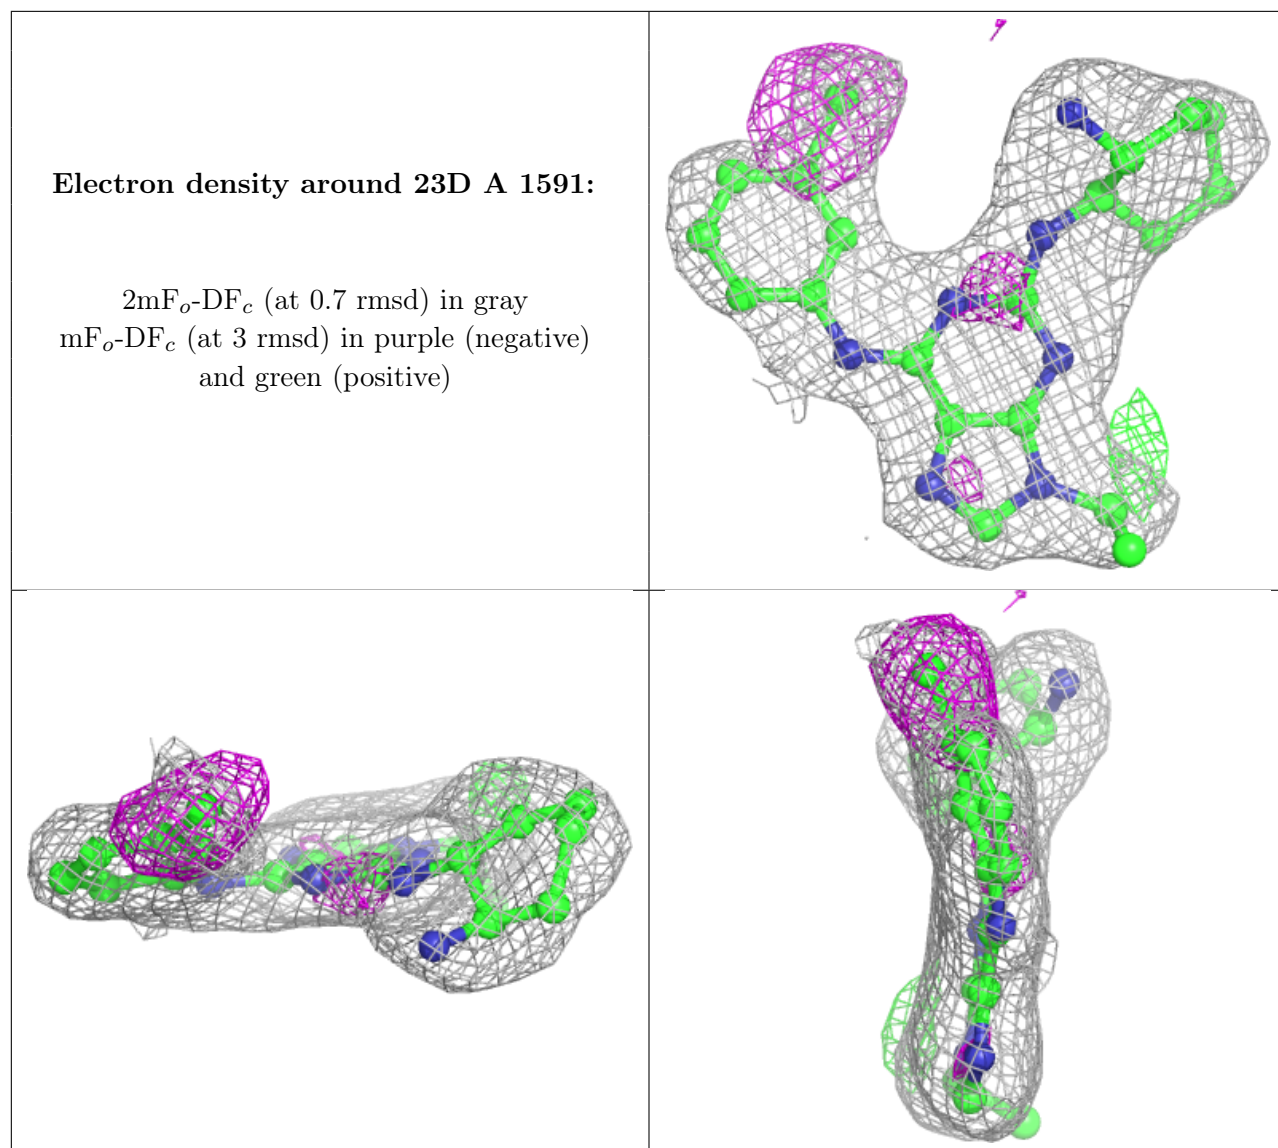 Electron density around 23D A 1591:
2mFo-DFc (at 0.7 rmsd) in gray
mFo-DFc (at 3 rmsd) in purple (negative)
and green (positive)